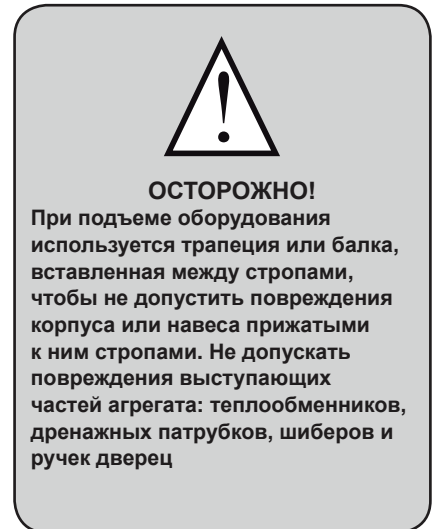 ОСТОРОЖНО!
При подъеме оборудования
используется трапеция или балка,
вставленная между стропами,
чтобы не допустить повреждения
корпуса или навеса прижатыми
к ним стропами. Не допускать
повреждения выступающих
частей агрегата: теплообменников,
дренажных патрубков, шиберов и
ручек дверец